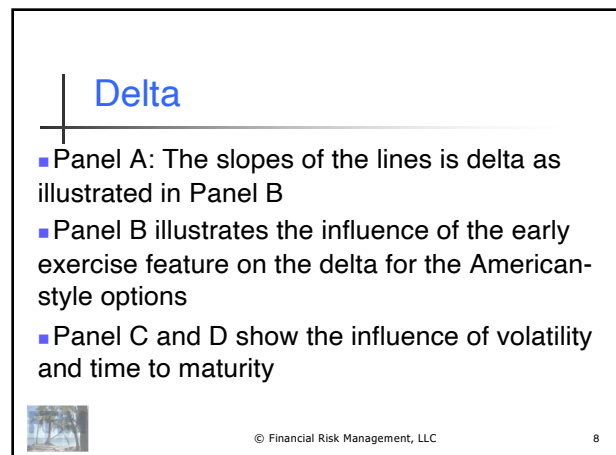 Delta
▪Panel A: The slopes of the lines is delta as
illustrated in Panel B
▪Panel B illustrates the influence of the early
exercise feature on the delta for the American-
style options
▪Panel C and D show the influence of volatility
and time to maturity
© Financial Risk Management, LLC
8